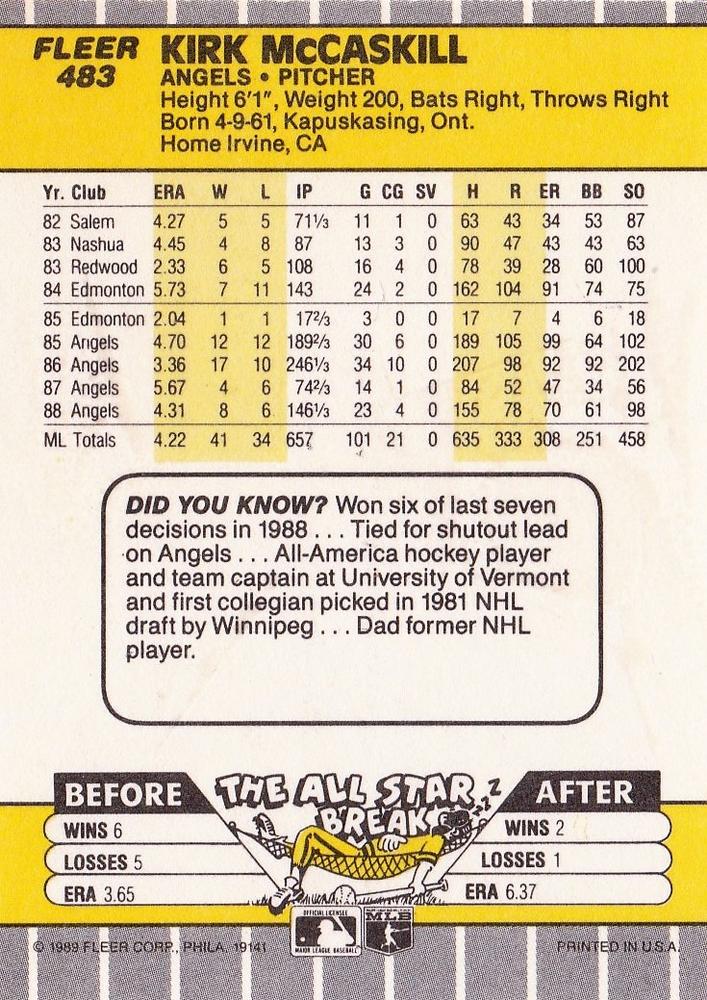 FLEER
483
KIRK McCASKILL
ANGELS • PITCHER
Height 6'1", Weight 200, Bats Right, Throws Right
Born 4-9-61, Kapuskasing, Ont.
Home Irvine, CA
Yr. Club ERA W L IP G CG SV H R ER BB SO
82 Salem 4.27 5 5 71⅓ 11 1 0 63 43 34 53 87
83 Nashua 4.45 4 8 87 13 3 0 90 47 43 43 63
83 Redwood 2.33 6 5 108 16 4 0 78 39 28 60 100
84 Edmonton 5.73 7 11 143 24 2 0 162 104 91 74 75
85 Edmonton 2.04 1 1 17⅔ 3 0 0 17 7 4 6 18
85 Angels 4.70 12 12 189⅔ 30 6 0 189 105 99 64 102
86 Angels 3.36 17 10 246⅓ 34 10 0 207 98 92 92 202
87 Angels 5.67 4 6 74⅔ 14 1 0 84 52 47 34 56
88 Angels 4.31 8 6 146⅓ 23 4 0 155 78 70 61 98
ML Totals 4.22 41 34 657 101 21 0 635 333 308 251 458
DID YOU KNOW? Won six of last seven
decisions in 1988 . . . Tied for shutout lead
on Angels . . . All-America hockey player
and team captain at University of Vermont
and first collegian picked in 1981 NHL
draft by Winnipeg . . . Dad former NHL
player.
THE ALL STAR
BREAK
ZZZ
BEFORE
WINS 6
LOSSES 5
ERA 3.65
AFTER
WINS 2
LOSSES 1
ERA 6.37
OFFICIAL LICENSEE
MAJOR LEAGUE BASEBALL
MLB
© 1989 FLEER CORP., PHILA. 19141
PRINTED IN U.S.A.